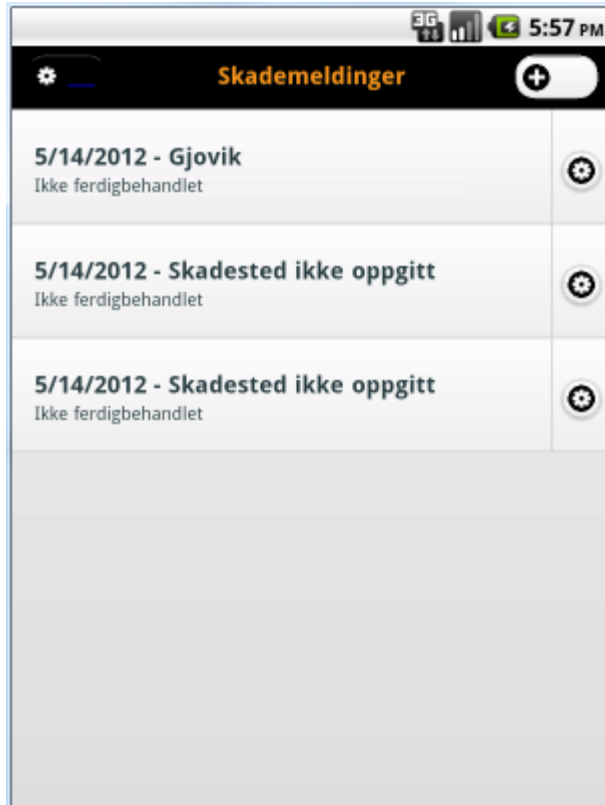 3G 5:57 PM
Skademeldinger
5/14/2012 - Gjovik
Ikke ferdigbehandlet
5/14/2012 - Skadested ikke oppgitt
Ikke ferdigbehandlet
5/14/2012 - Skadested ikke oppgitt
Ikke ferdigbehandlet